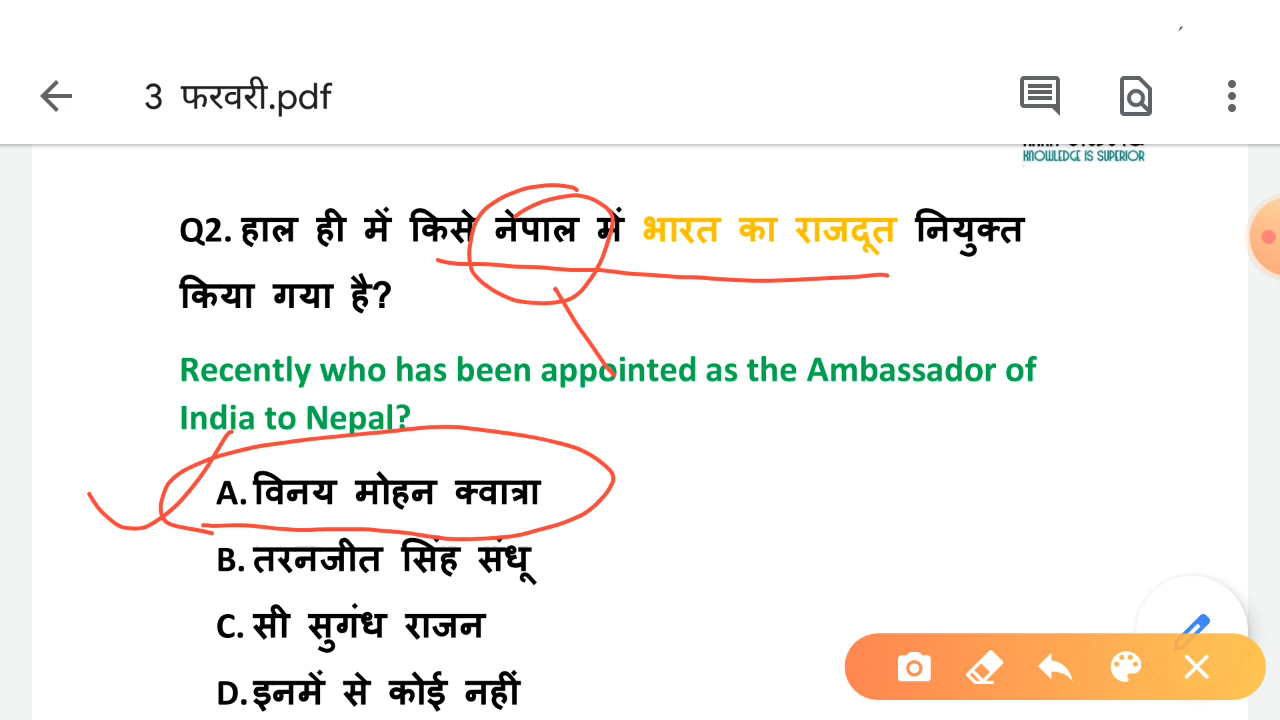 3 फरवरी.pdf
KNOWLEDGE IS SUPERIOR
Q2. हाल ही में किसे नेपाल में भारत का राजदूत नियुक्त
किया गया है?
Recently who has been appointed as the Ambassador of
India to Nepal?
A. विनय मोहन क्वात्रा
B. तरनजीत सिंह संधू
C. सी सुगंध राजन
D. इनमें से कोई नहीं